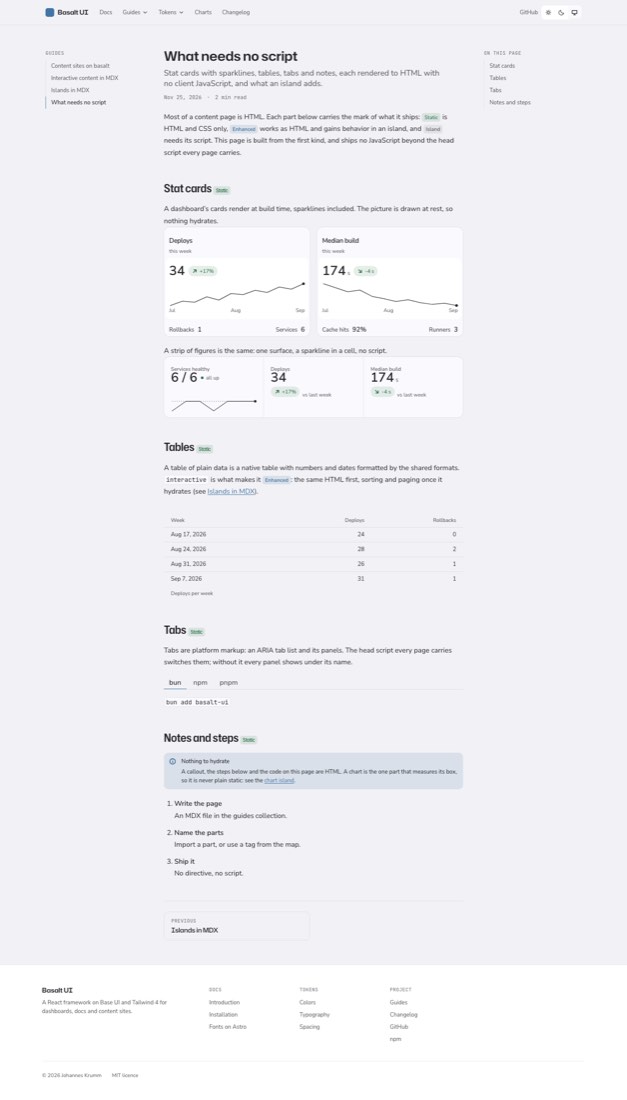 Basalt UI
Docs
Guides
Tokens
Charts
Changelog
GitHub
GUIDES
Content sites on basalt
Interactive content in MDX
Islands in MDX
What needs no script
What needs no script
Stat cards with sparklines, tables, tabs and notes, each rendered to HTML with
no client JavaScript, and what an island adds.
Nov 25, 2026 · 2 min read
Most of a content page is HTML. Each part below carries the mark of what it ships: Static is
HTML and CSS only, Enhanced works as HTML and gains behavior in an island, and Island
needs its script. This page is built from the first kind, and ships no JavaScript beyond the head
script every page carries.
ON THIS PAGE
Stat cards
Tables
Tabs
Notes and steps
Stat cards Static
A dashboard's cards render at build time, sparklines included. The picture is drawn at rest, so
nothing hydrates.
Deploys
this week
34 +17%
Jul Aug Sep
Rollbacks 1 Services 6
Median build
this week
174 s -4 s
Jul Aug Sep
Cache hits 92% Runners 3
A strip of figures is the same: one surface, a sparkline in a cell, no script.
Services healthy
6 / 6 all up
Deploys
34
+17% vs last week
Median build
174 s
-4 s vs last week
Tables Static
A table of plain data is a native table with numbers and dates formatted by the shared formats.
interactive is what makes it Enhanced: the same HTML first, sorting and paging once it
hydrates (see Islands in MDX).
Week Deploys Rollbacks
Aug 17, 2026 24 0
Aug 24, 2026 28 2
Aug 31, 2026 26 1
Sep 7, 2026 31 1
Deploys per week
Tabs Static
Tabs are platform markup: an ARIA tab list and its panels. The head script every page carries
switches them; without it every panel shows under its name.
bun npm pnpm
bun add basalt-ui
Notes and steps Static
Nothing to hydrate
A callout, the steps below and the code on this page are HTML. A chart is the one part that measures its box,
so it is never plain static: see the chart island.
1. Write the page
An MDX file in the guides collection.
2. Name the parts
Import a part, or use a tag from the map.
3. Ship it
No directive, no script.
PREVIOUS
Islands in MDX
Basalt UI
A React framework on Base UI and Tailwind 4 for
dashboards, docs and content sites.
DOCS
Introduction
Installation
Fonts on Astro
TOKENS
Colors
Typography
Spacing
PROJECT
Guides
Changelog
GitHub
npm
© 2026 Johannes Krumm MIT licence